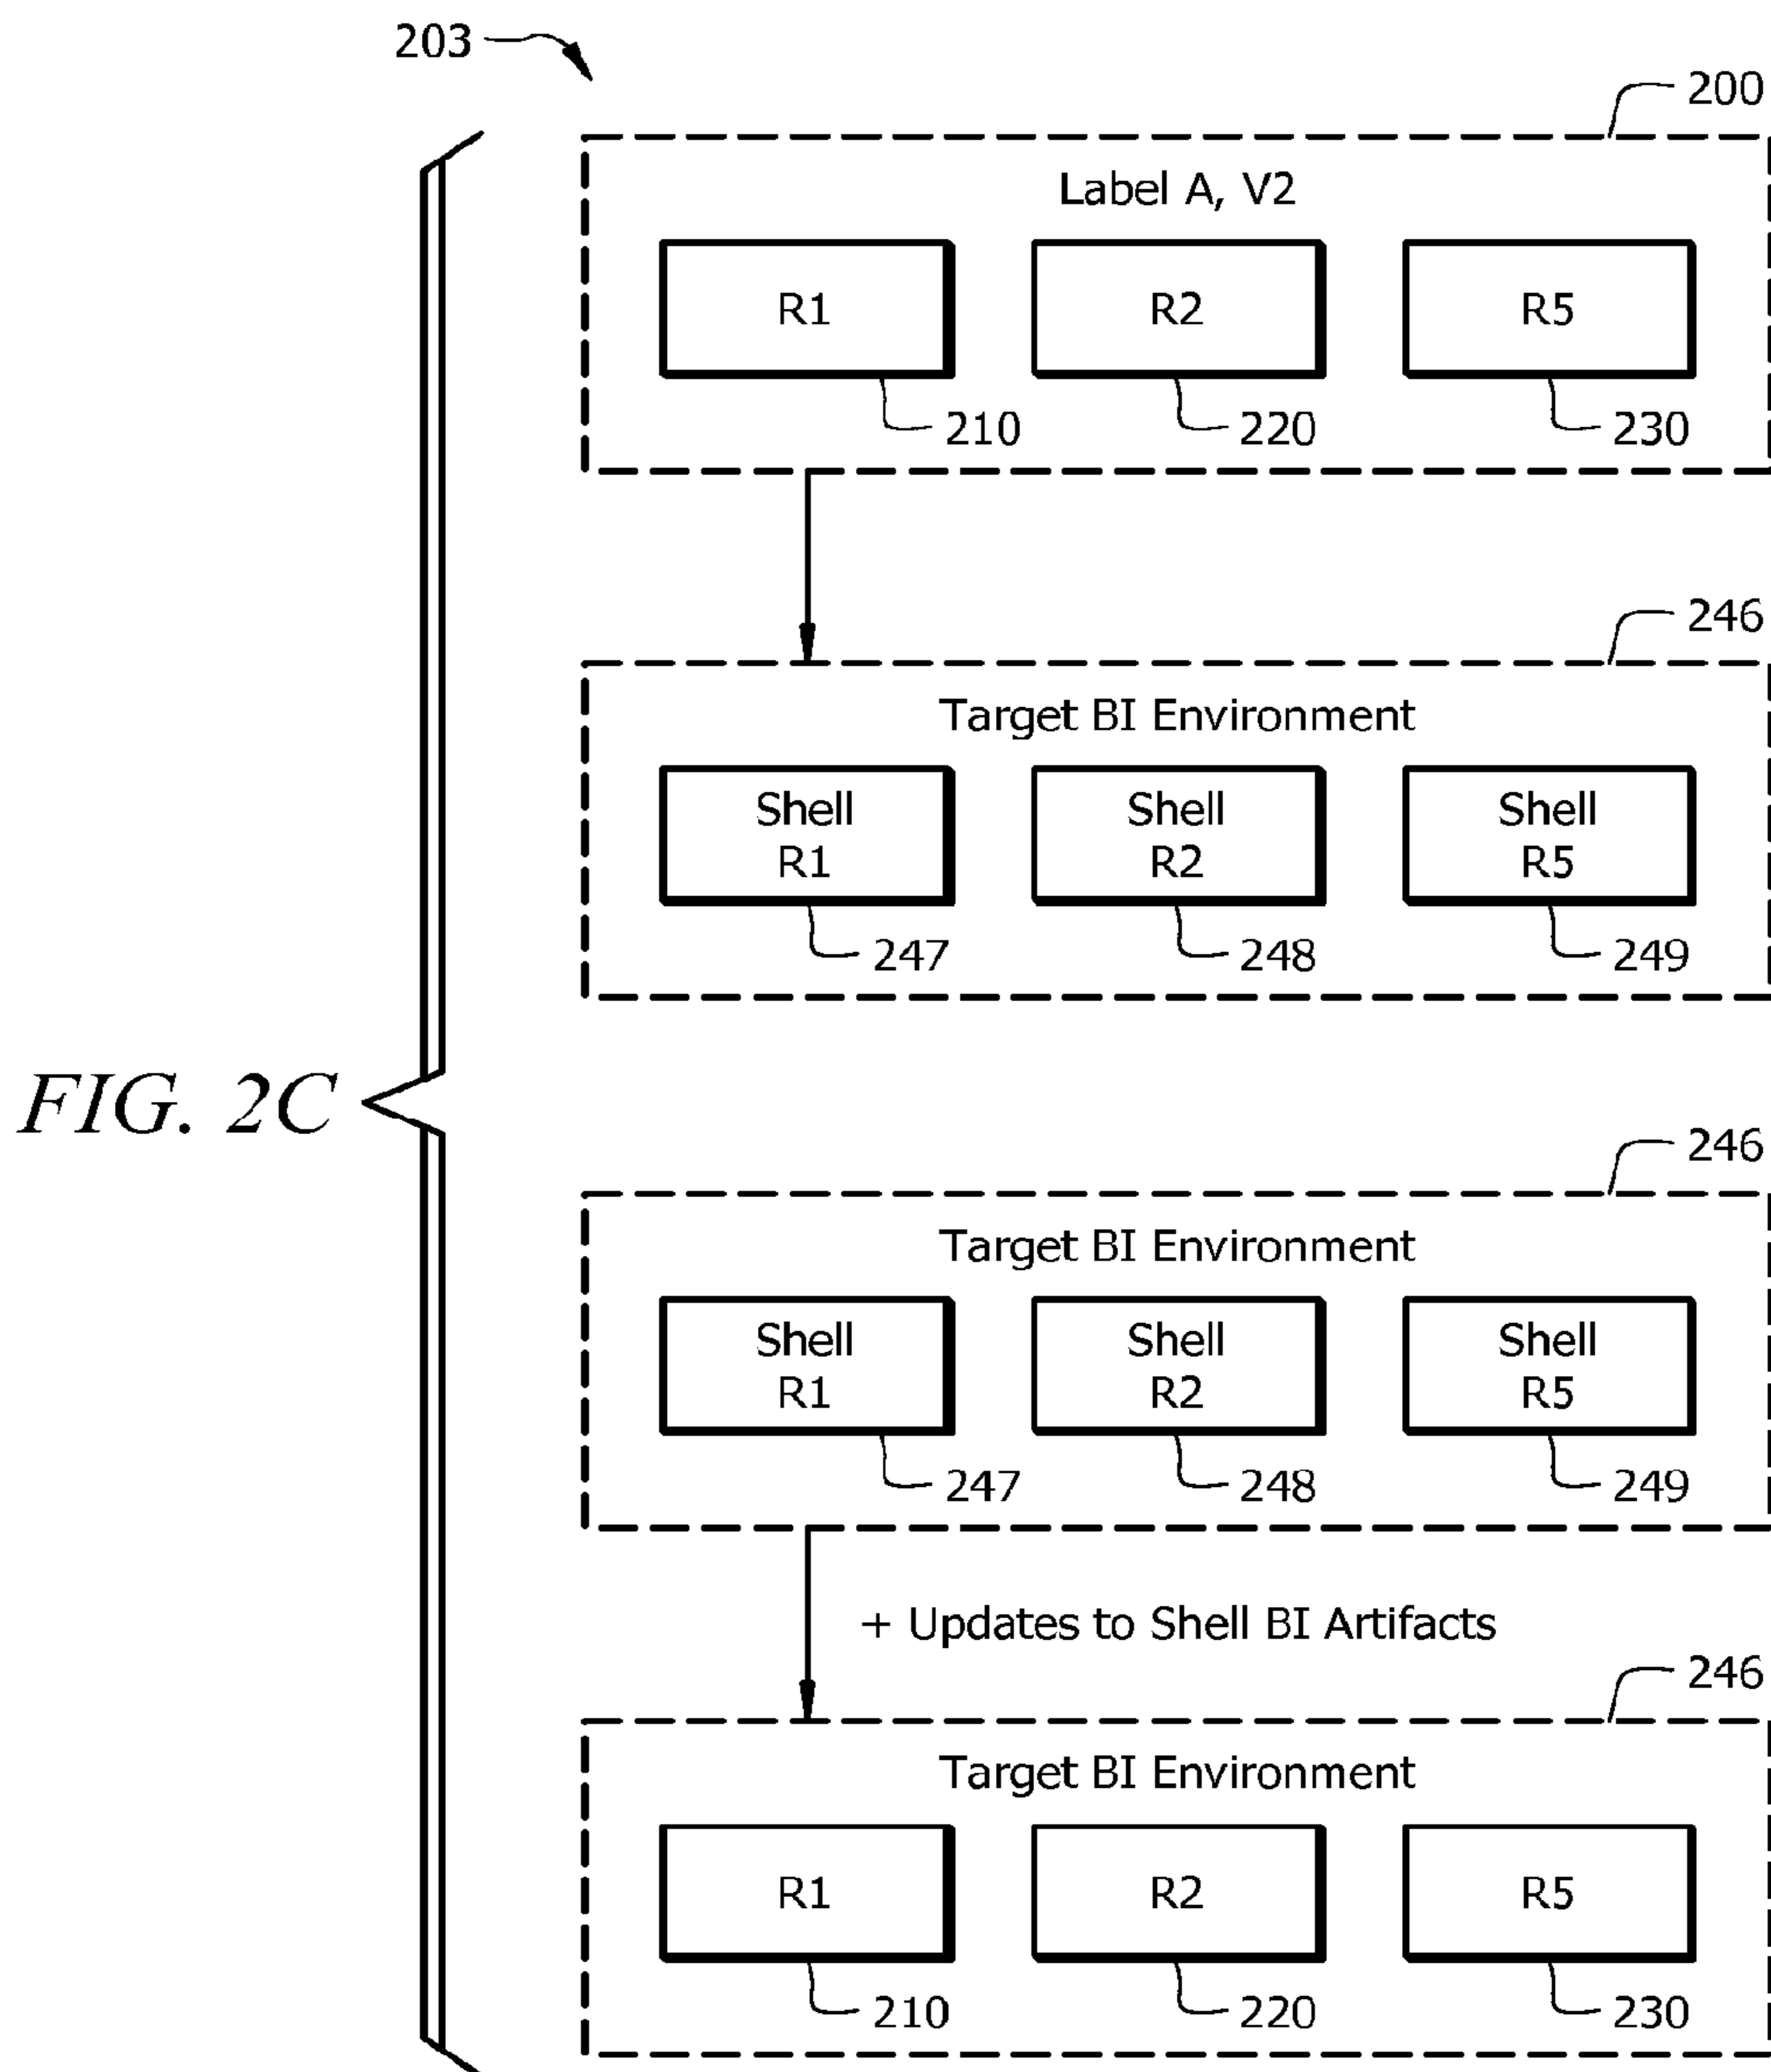 203
200
Label A, V2
R1 R2 R5
210 220 230
246
Target BI Environment
Shell Shell Shell
R1 R2 R5
247 248 249
FIG. 2C
246
Target BI Environment
Shell Shell Shell
R1 R2 R5
247 248 249
+ Updates to Shell BI Artifacts
246
Target BI Environment
R1 R2 R5
210 220 230